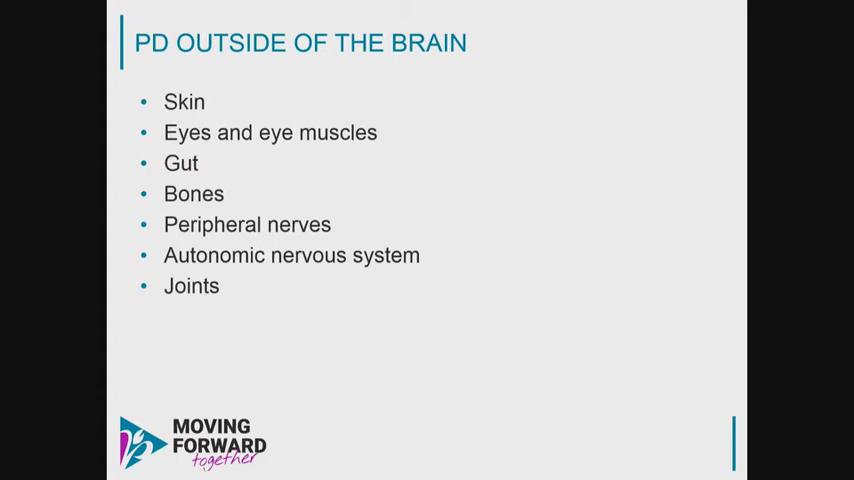 PD OUTSIDE OF THE BRAIN
• Skin
• Eyes and eye muscles
• Gut
• Bones
• Peripheral nerves
• Autonomic nervous system
• Joints
MOVING
FORWARD
together